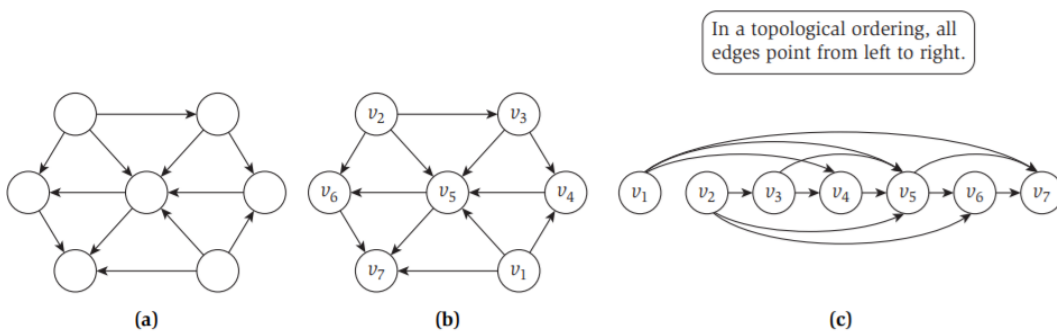 In a topological ordering, all
edges point from left to right.
v₂ v₃
v₆ v₅ v₄
v₇ v₁
v₁ v₂ v₃ v₄ v₅ v₆ v₇
(a) (b) (c)